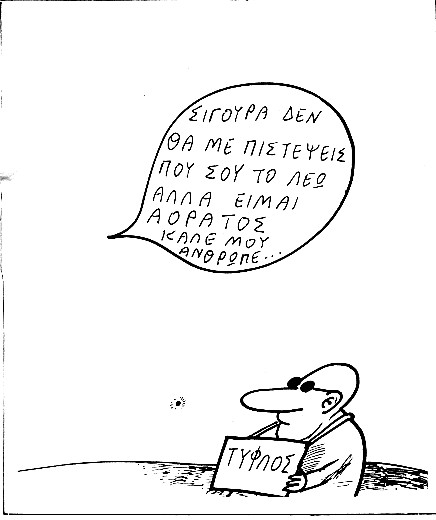 ΣΙΓΟΥΡΑ ΔΕΝ
ΘΑ ΜΕ ΠΙΣΤΕΨΕΙΣ
ΠΟΥ ΣΟΥ ΤΟ ΛΕΩ
ΑΛΛΑ ΕΙΜΑΙ
ΑΟΡΑΤΟΣ
ΚΑΛΕ ΜΟΥ
ΑΝΘΡΩΠΕ...
ΤΥΦΛΟΣ